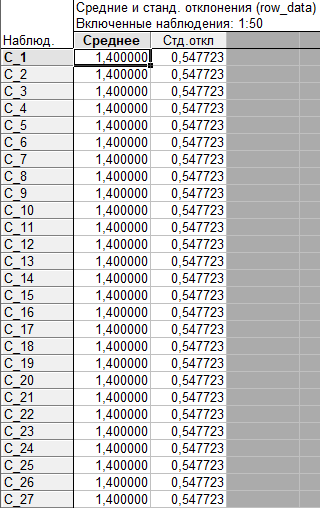 Средние и станд. отклонения (row_data)
Включенные наблюдения: 1:50
Наблюд. Среднее Стд.откл
C_1 1,400000 0,547723
C_2 1,400000 0,547723
C_3 1,400000 0,547723
C_4 1,400000 0,547723
C_5 1,400000 0,547723
C_6 1,400000 0,547723
C_7 1,400000 0,547723
C_8 1,400000 0,547723
C_9 1,400000 0,547723
C_10 1,400000 0,547723
C_11 1,400000 0,547723
C_12 1,400000 0,547723
C_13 1,400000 0,547723
C_14 1,400000 0,547723
C_15 1,400000 0,547723
C_16 1,400000 0,547723
C_17 1,400000 0,547723
C_18 1,400000 0,547723
C_19 1,400000 0,547723
C_20 1,400000 0,547723
C_21 1,400000 0,547723
C_22 1,400000 0,547723
C_23 1,400000 0,547723
C_24 1,400000 0,547723
C_25 1,400000 0,547723
C_26 1,400000 0,547723
C_27 1,400000 0,547723